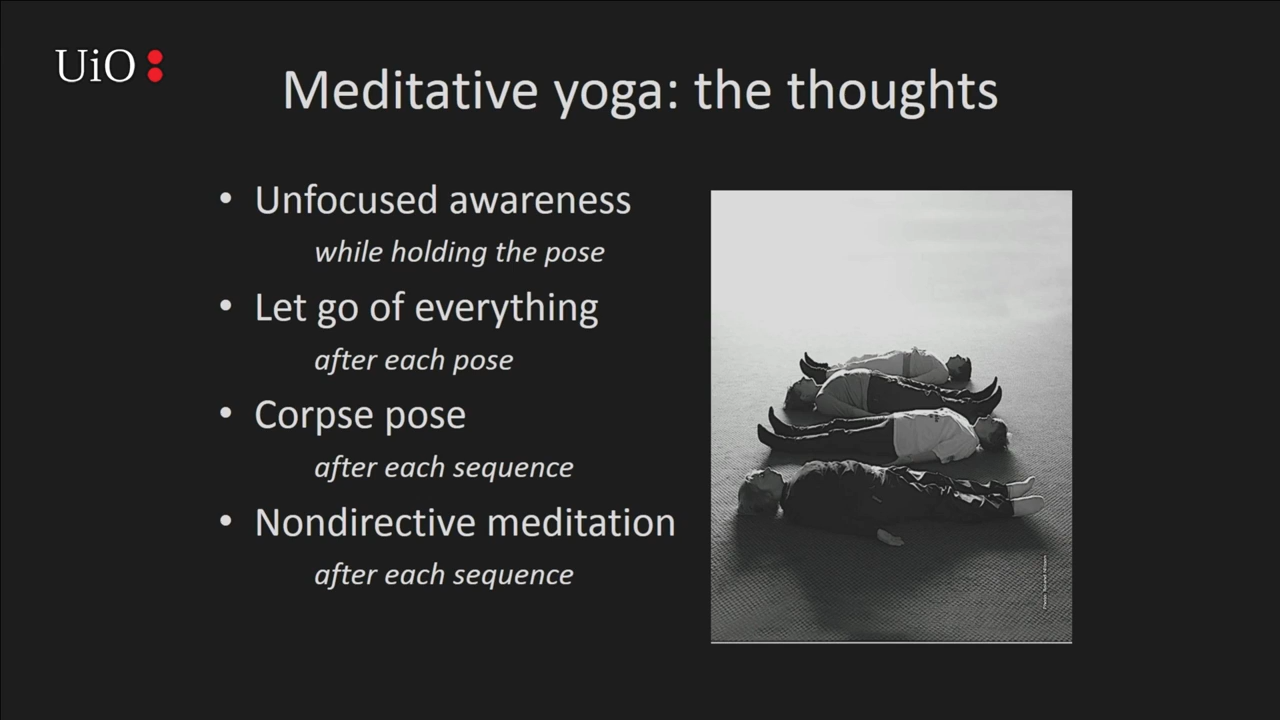 UiO
Meditative yoga: the thoughts
• Unfocused awareness
while holding the pose
• Let go of everything
after each pose
• Corpse pose
after each sequence
• Nondirective meditation
after each sequence